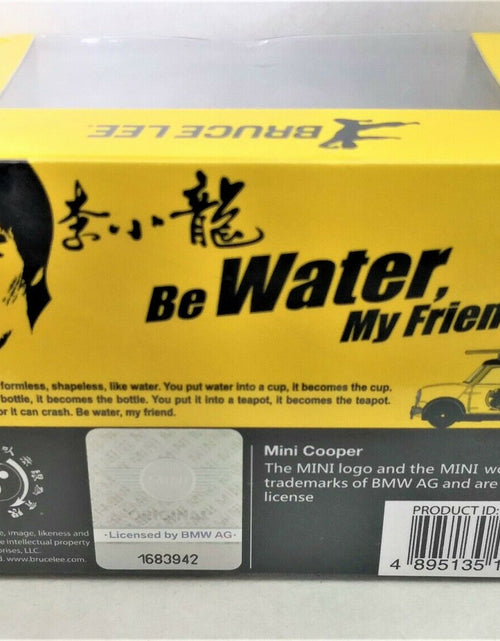 BRUCE LEE
李小龍
Be Water,
My Frien
formless, shapeless, like water. You put water into a cup, it becomes the cup.
bottle, it becomes the bottle. You put it into a teapot, it becomes the teapot.
or it can crash. Be water, my friend.
MINI
·Licensed by BMW AG·
1683942
, image, likeness and
e intellectual property
prises, LLC.
d. www.brucelee.com.
Mini Cooper
The MINI logo and the MINI wo
trademarks of BMW AG and are
license
PRODUCT ID:
4 895135 1